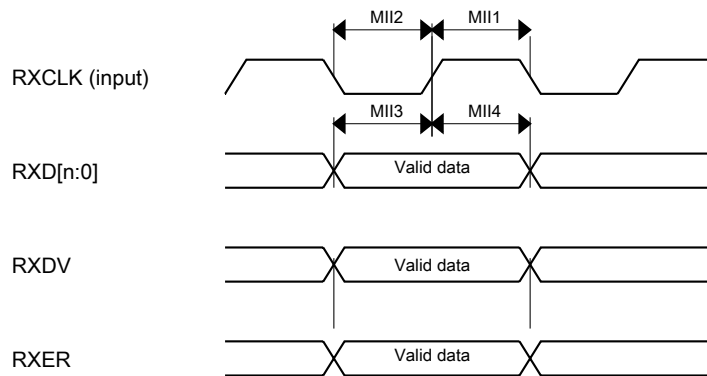 MII2 MII1
RXCLK (input)
MII3 MII4
RXD[n:0] Valid data
RXDV Valid data
RXER Valid data